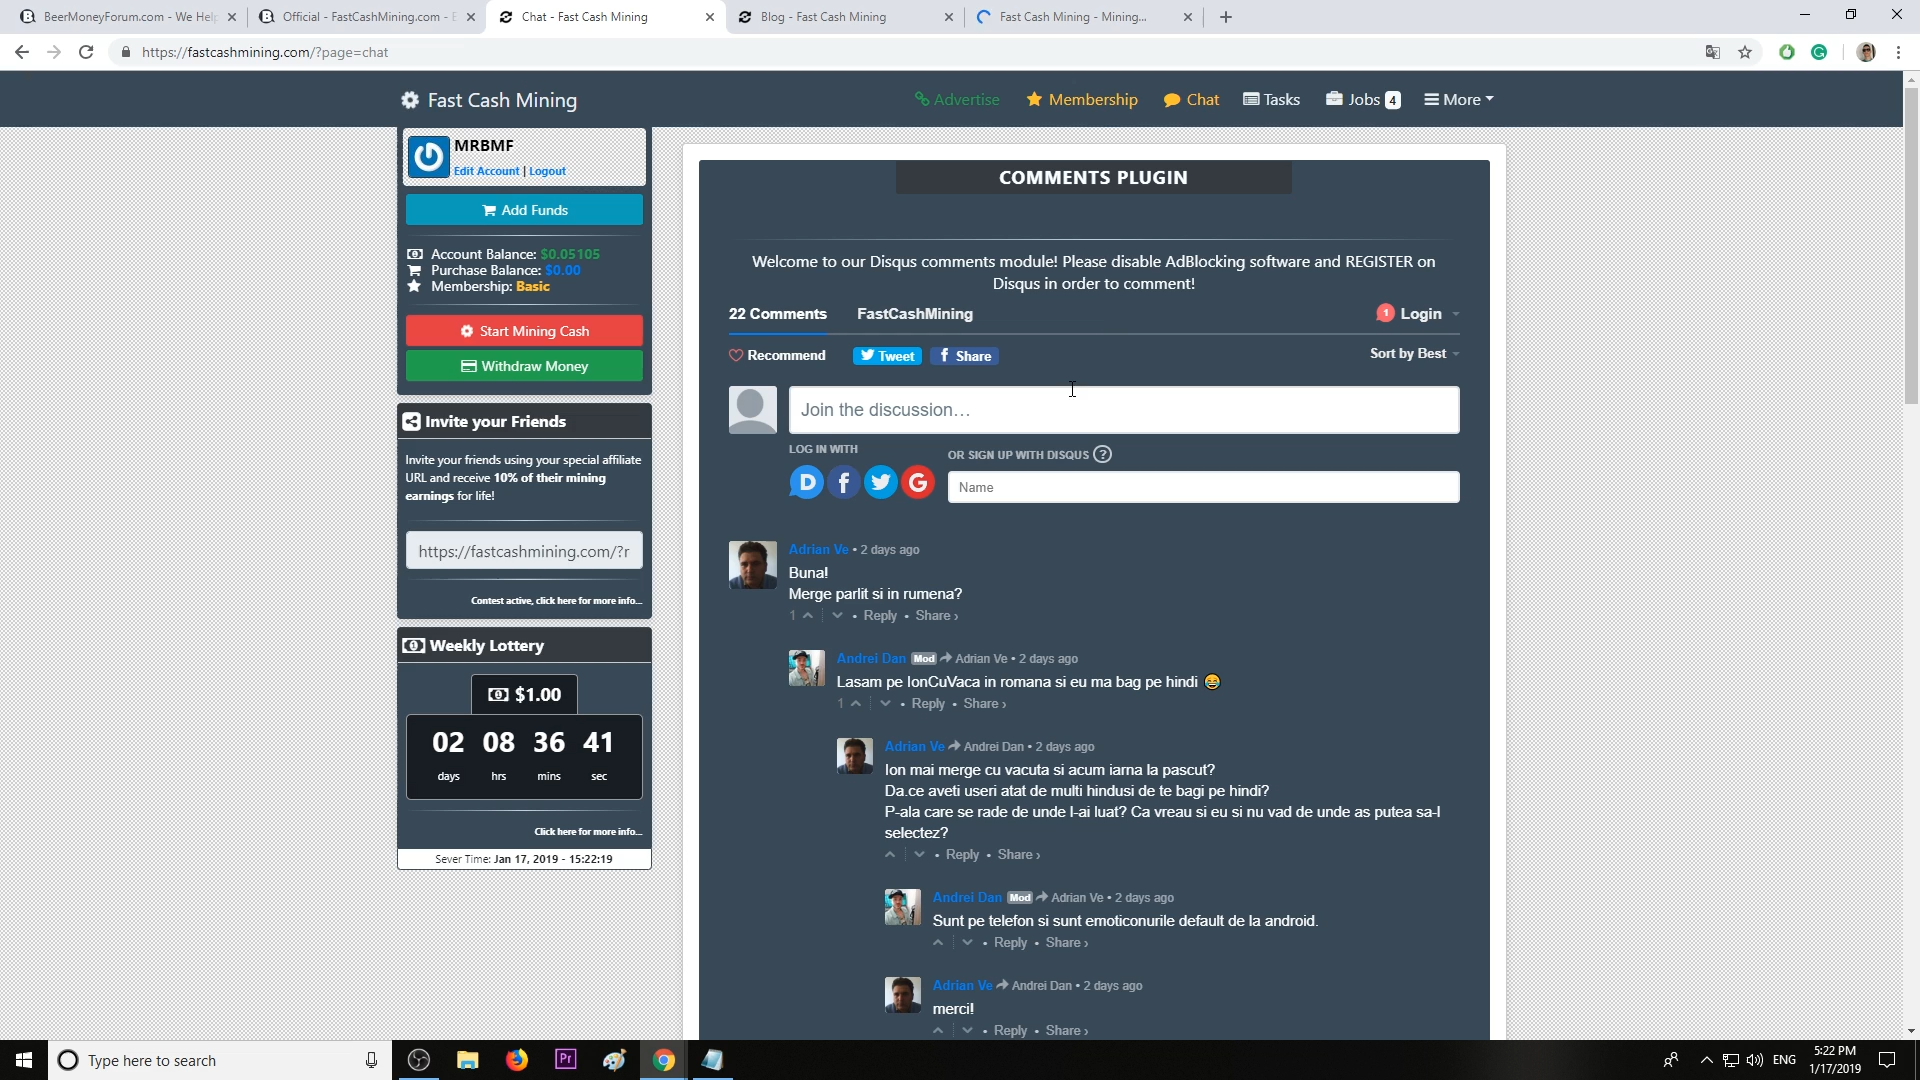 BeerMoneyForum.com - We Help
Official - FastCashMining.com - E
Chat - Fast Cash Mining
Blog - Fast Cash Mining
Fast Cash Mining - Mining...
https://fastcashmining.com/?page=chat
Fast Cash Mining
Advertise
Membership
Chat
Tasks
Jobs 4
More
MRBMF
Edit Account | Logout
Add Funds
Account Balance: $0.05105
Purchase Balance: $0.00
Membership: Basic
Start Mining Cash
Withdraw Money
Invite your Friends
Invite your friends using your special affiliate
URL and receive 10% of their mining
earnings for life!
https://fastcashmining.com/?r
Contest active, click here for more info...
Weekly Lottery
$1.00
02 08 36 41
days hrs mins sec
Click here for more info...
Sever Time: Jan 17, 2019 - 15:22:19
COMMENTS PLUGIN
Welcome to our Disqus comments module! Please disable AdBlocking software and REGISTER on
Disqus in order to comment!
22 Comments
FastCashMining
1 Login
Recommend
Tweet
Share
Sort by Best
Join the discussion…
LOG IN WITH
OR SIGN UP WITH DISQUS ?
Name
Adrian Ve • 2 days ago
Buna!
Merge parlit si in rumena?
1 • Reply • Share ›
Andrei Dan Mod Adrian Ve • 2 days ago
Lasam pe IonCuVaca in romana si eu ma bag pe hindi 😂
1 • Reply • Share ›
Adrian Ve Andrei Dan • 2 days ago
Ion mai merge cu vacuta si acum iarna la pascut?
Da.ce aveti useri atat de multi hindusi de te bagi pe hindi?
P-ala care se rade de unde l-ai luat? Ca vreau si eu si nu vad de unde as putea sa-l
selectez?
• Reply • Share ›
Andrei Dan Mod Adrian Ve • 2 days ago
Sunt pe telefon si sunt emoticonurile default de la android.
• Reply • Share ›
Adrian Ve Andrei Dan • 2 days ago
merci!
• Reply • Share ›
Type here to search
Pr
ENG
5:22 PM
1/17/2019